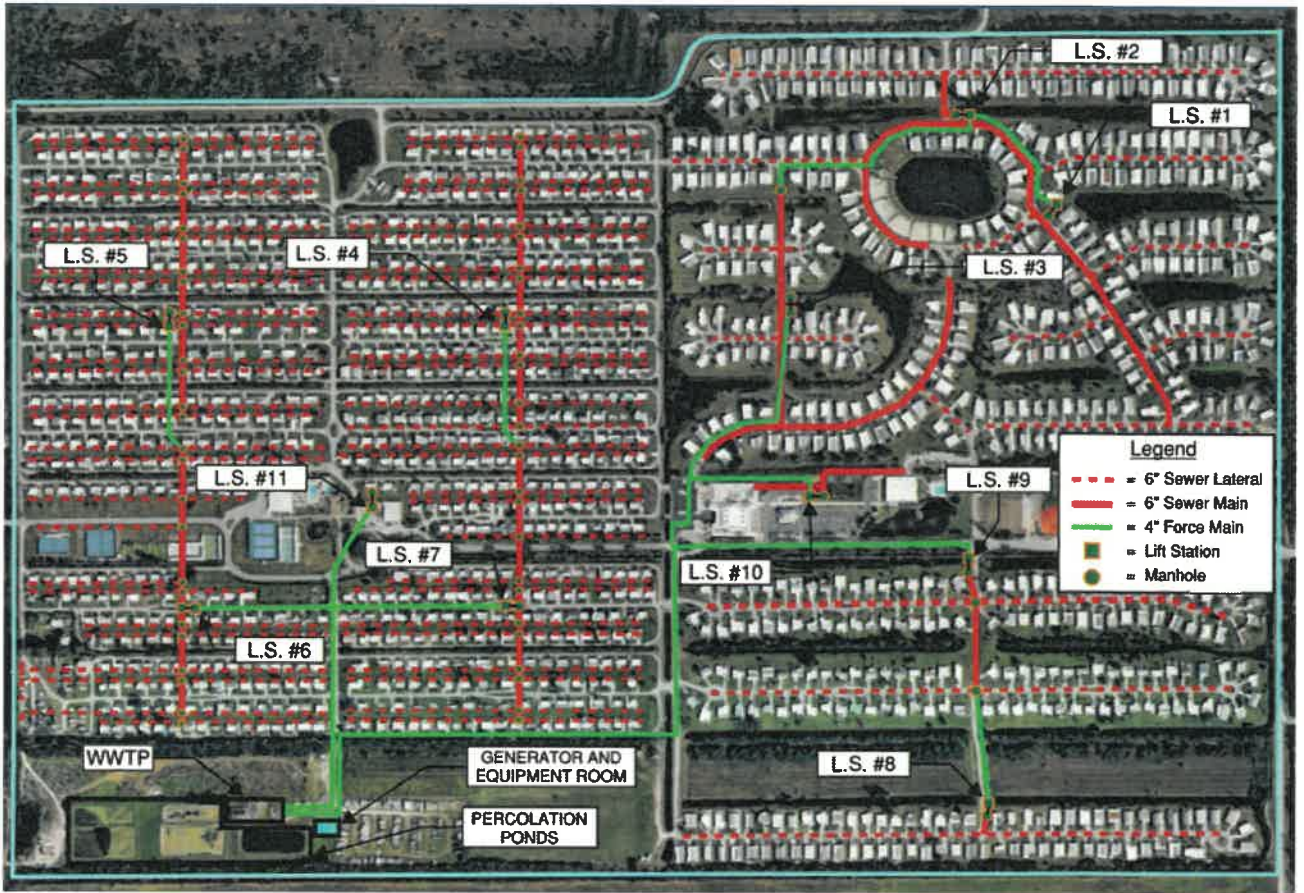 L.S. #2
L.S. #1
L.S. #5
L.S. #4
L.S. #3
L.S. #11
L.S. #9
L.S. #7
L.S. #10
L.S. #6
Legend
= 6" Sewer Lateral
= 6" Sewer Main
= 4" Force Main
= Lift Station
= Manhole
WWTP
GENERATOR AND
EQUIPMENT ROOM
L.S. #8
PERCOLATION
PONDS